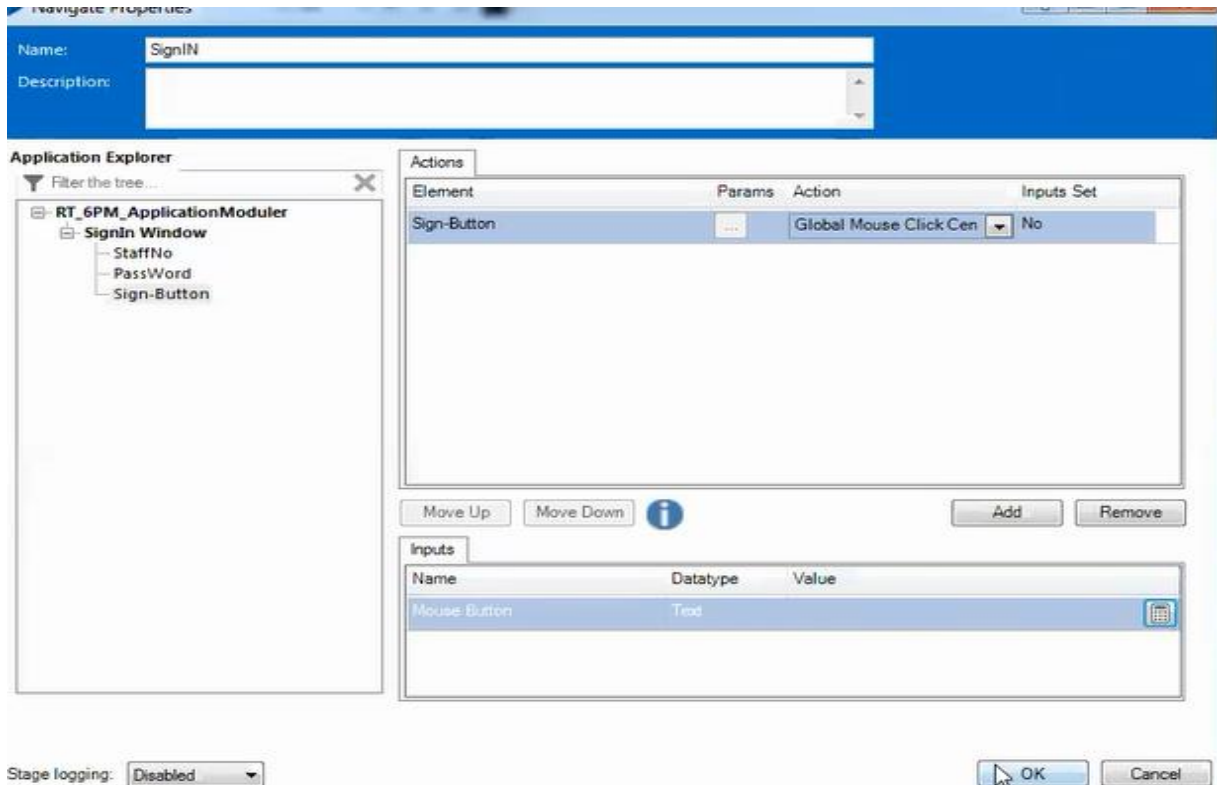 Navigate Properties
Name: SignIN
Description:
Application Explorer
Filter the tree...
RT_6PM_ApplicationModuler
SignIn Window
StaffNo
PassWord
Sign-Button
Actions
Element Params Action Inputs Set
Sign-Button ... Global Mouse Click Cen No
Move Up Move Down Add Remove
Inputs
Name Datatype Value
Mouse Button Text
Stage logging: Disabled OK Cancel